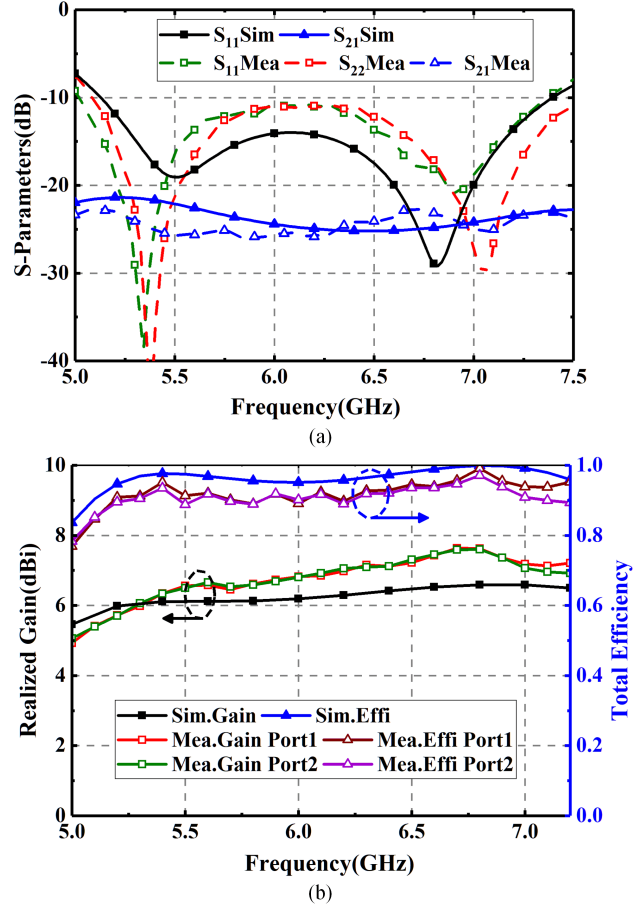 0
-10
-20
-30
-40
S-Parameters(dB)
S11Sim S21Sim
S11Mea S22Mea S21Mea
5.0 5.5 6.0 6.5 7.0 7.5
Frequency(GHz)
(a)
10
8
6
4
2
0
Realized Gain(dBi)
1.0
0.8
0.6
0.4
0.2
0.0
Total Efficiency
Sim.Gain Sim.Effi
Mea.Gain Port1 Mea.Effi Port1
Mea.Gain Port2 Mea.Effi Port2
5.0 5.5 6.0 6.5 7.0
Frequency(GHz)
(b)